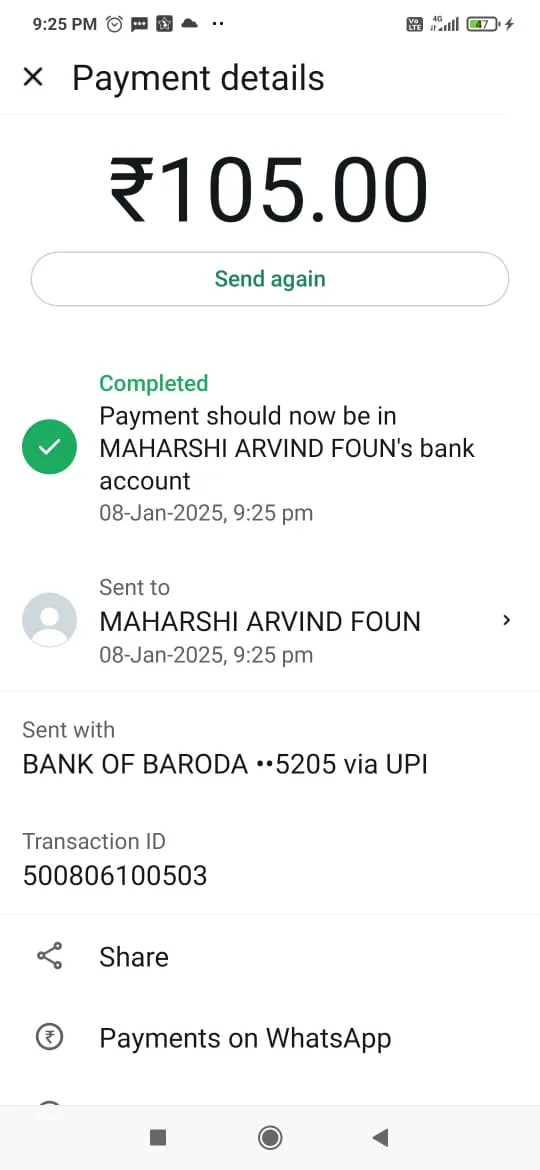 9:25 PM
Vo LTE 4G 47
Payment details
₹105.00
Send again
Completed
Payment should now be in
MAHARSHI ARVIND FOUN's bank
account
08-Jan-2025, 9:25 pm
Sent to
MAHARSHI ARVIND FOUN
08-Jan-2025, 9:25 pm
Sent with
BANK OF BARODA ••5205 via UPI
Transaction ID
500806100503
Share
Payments on WhatsApp